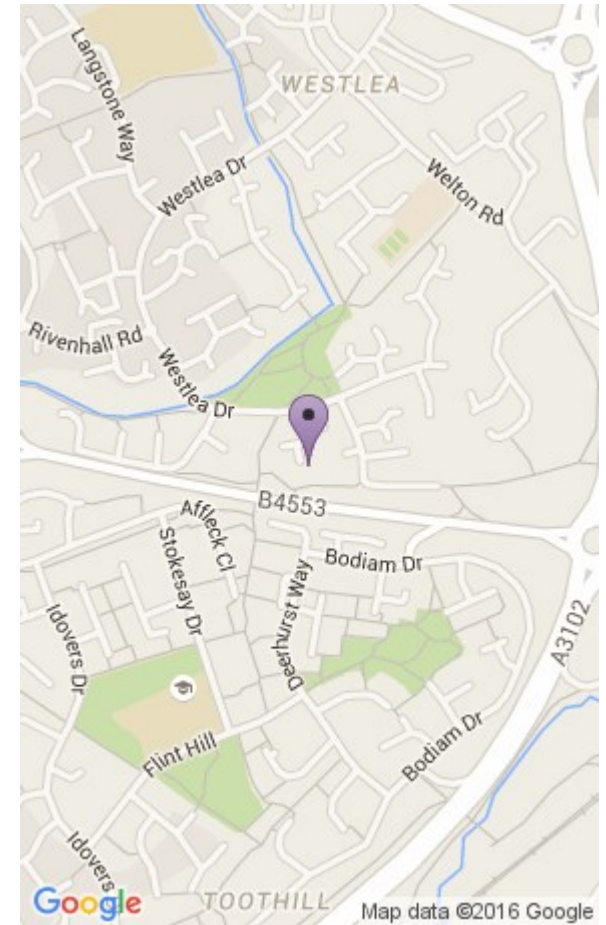 Langstone Way
WESTLEA
Westlea Dr
Welton Rd
Rivenhall Rd
Westlea Dr
B4553
Affleck Cl
Stokesay Dr
Bodiam Dr
Deerhurst Way
Idovers Dr
A3102
Bodiam Dr
Flint Hill
Idovers
TOOTHILL
Google
Map data ©2016 Google